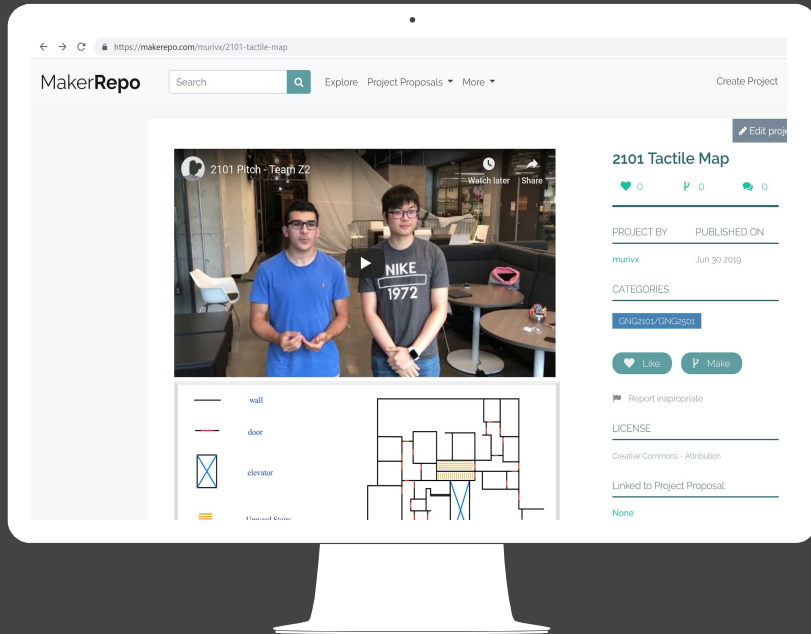 https://makerepo.com/murivx/2101-tactile-map
MakerRepo
Search
Explore Project Proposals More
Create Project
Edit proje
2101 Pitch - Team Z2
Watch later Share
NIKE
1972
2101 Tactile Map
0 0 0
PROJECT BY PUBLISHED ON
murivx Jun 30 2019
CATEGORIES
GNG2101/GNG2501
Like Make
Report inapropriate
LICENSE
Creative Commons - Attribution
Linked to Project Proposal:
None
wall
door
elevator
Upward Stairs